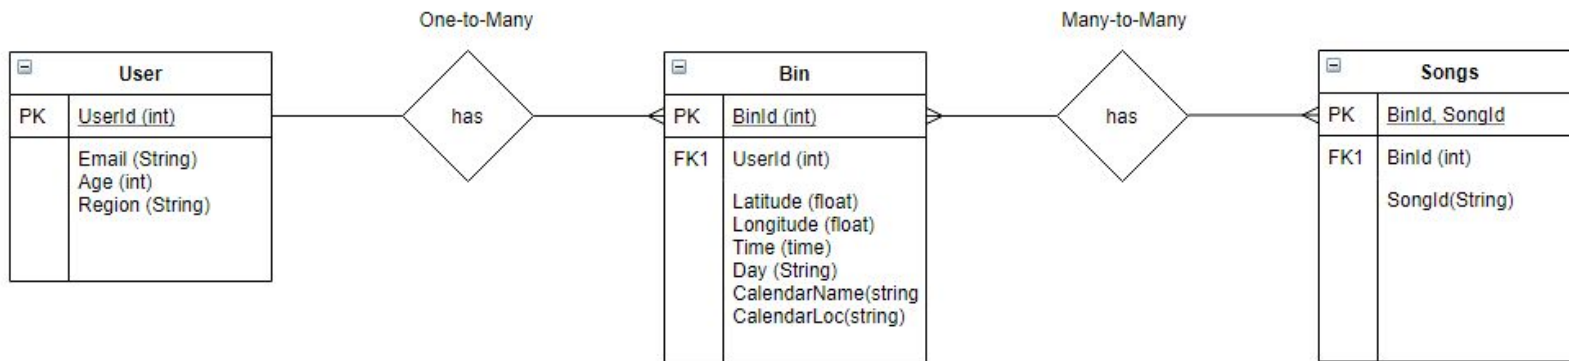 One-to-Many
Many-to-Many
User
PK UserId (int)
Email (String)
Age (int)
Region (String)
has
Bin
PK BinId (int)
FK1 UserId (int)
Latitude (float)
Longitude (float)
Time (time)
Day (String)
CalendarName(string
CalendarLoc(string)
has
Songs
PK BinId, SongId
FK1 BinId (int)
SongId(String)